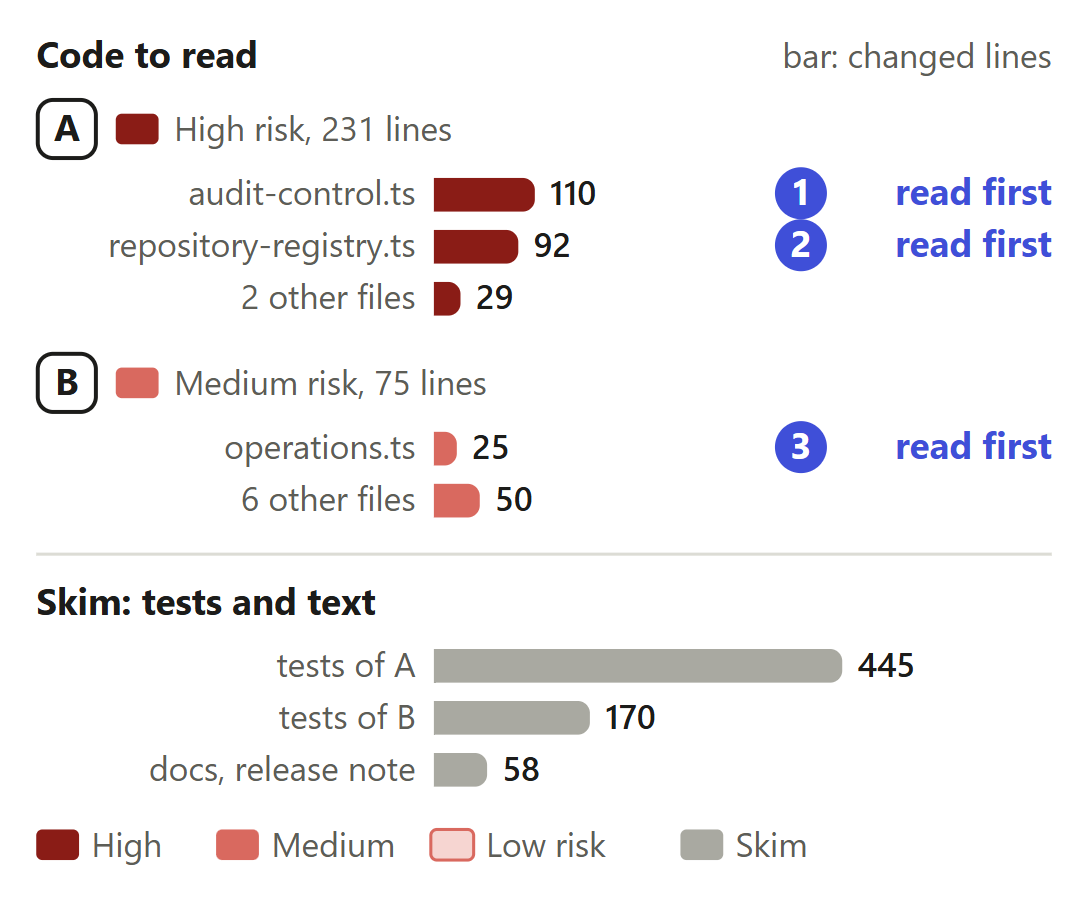 Code to read bar: changed lines
A High risk, 231 lines
audit-control.ts 110 1 read first
repository-registry.ts 92 2 read first
2 other files 29
B Medium risk, 75 lines
operations.ts 25 3 read first
6 other files 50
Skim: tests and text
tests of A 445
tests of B 170
docs, release note 58
High Medium Low risk Skim